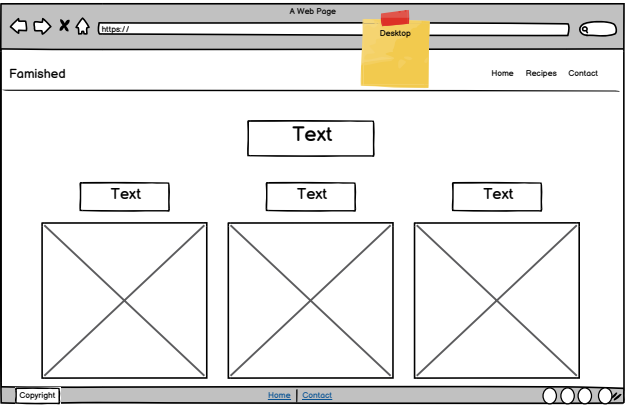 A Web Page
https://
Desktop
Famished
Home Recipes Contact
Text
Text Text Text
Copyright
Home Contact